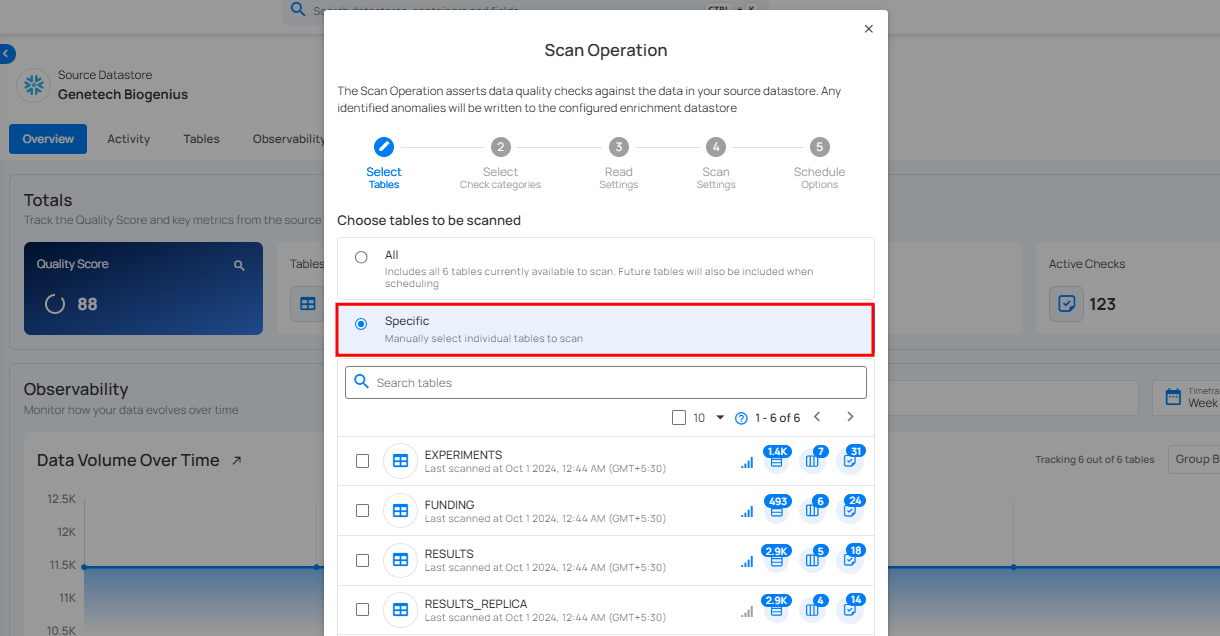 Search datastores, containers and fields
CTRL + K
Source Datastore
Genetech Biogenius
Overview
Activity
Tables
Observability
Totals
Track the Quality Score and key metrics from the source
Quality Score
88
Tables
Active Checks
123
Observability
Monitor how your data evolves over time
Timefra
Week
Data Volume Over Time
Tracking 6 out of 6 tables
Group B
12.5K
12K
11.5K
11K
10.5K
Scan Operation
The Scan Operation asserts data quality checks against the data in your source datastore. Any
identified anomalies will be written to the configured enrichment datastore
Select
Tables
2
Select
Check categories
3
Read
Settings
4
Scan
Settings
5
Schedule
Options
Choose tables to be scanned
All
Includes all 6 tables currently available to scan. Future tables will also be included when
scheduling
Specific
Manually select individual tables to scan
Search tables
10
1 - 6 of 6
EXPERIMENTS
Last scanned at Oct 1 2024, 12:44 AM (GMT+5:30)
1.4K
7
31
FUNDING
Last scanned at Oct 1 2024, 12:44 AM (GMT+5:30)
493
6
24
RESULTS
Last scanned at Oct 1 2024, 12:44 AM (GMT+5:30)
2.9K
5
18
RESULTS_REPLICA
Last scanned at Oct 1 2024, 12:44 AM (GMT+5:30)
2.9K
4
14